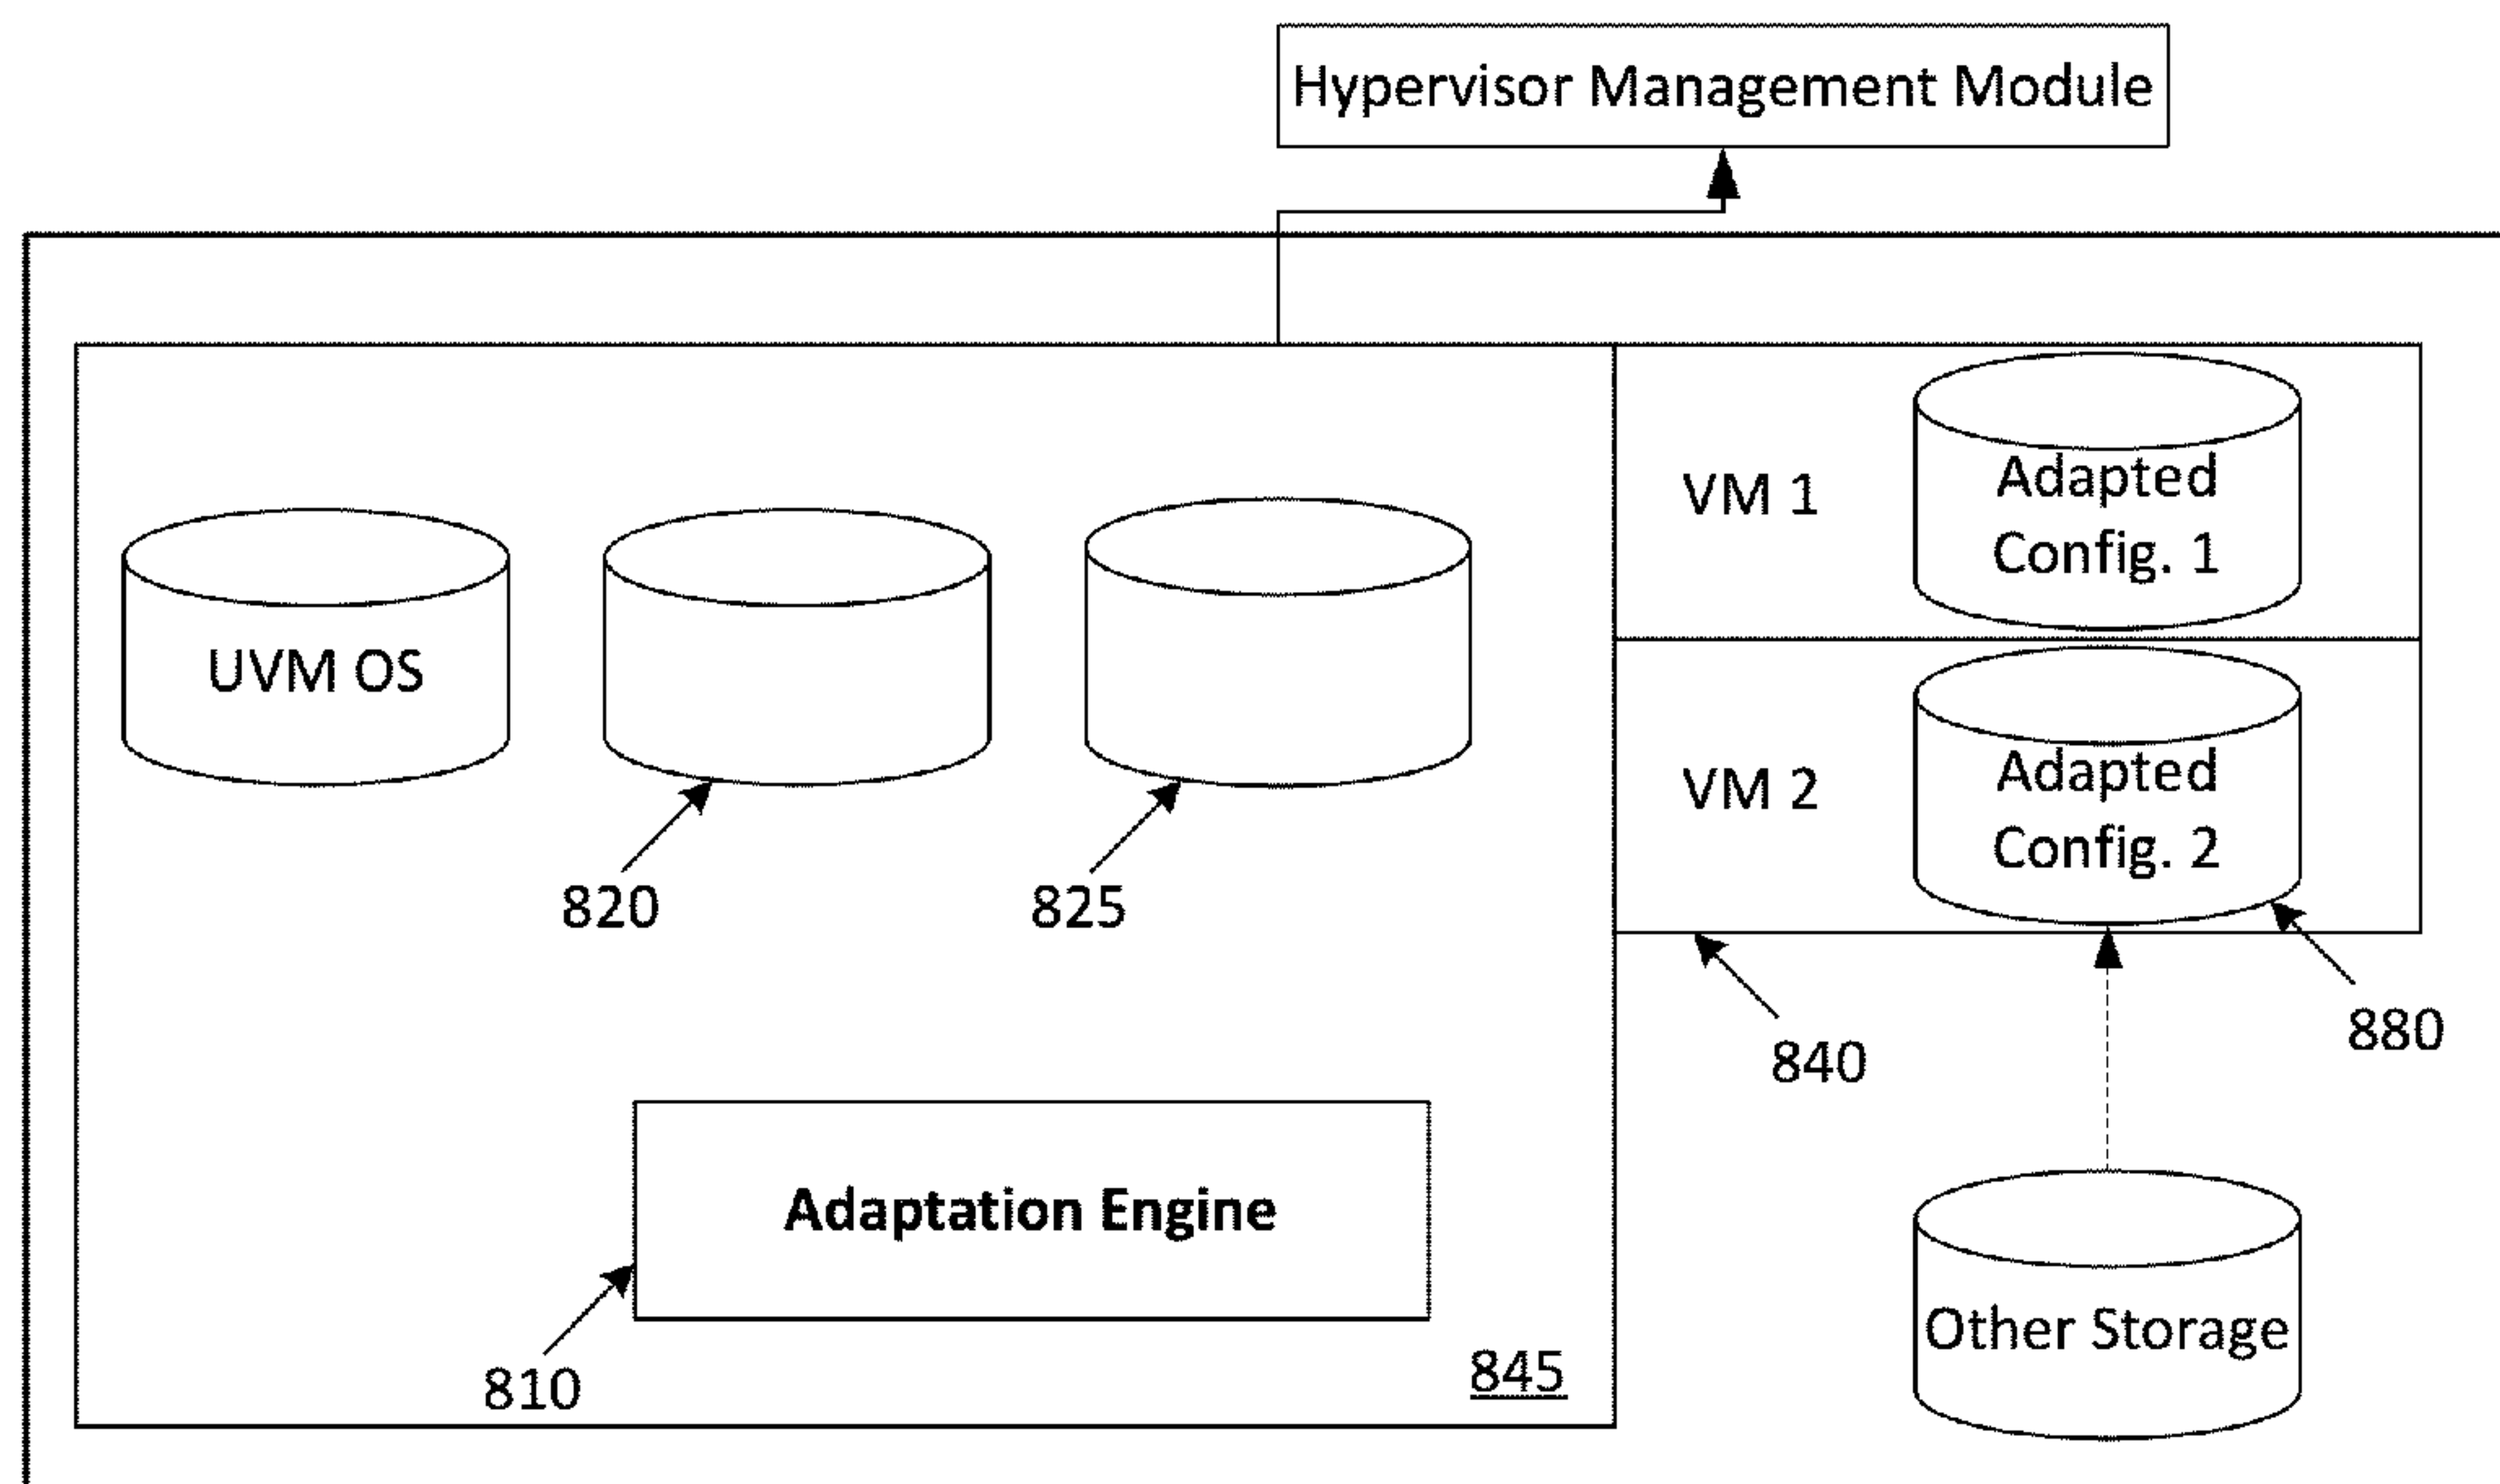 Hypervisor Management Module
VM 1
Adapted
Config. 1
UVM OS
VM 2
Adapted
Config. 2
820
825
840
880
Adaptation Engine
Other Storage
810
845